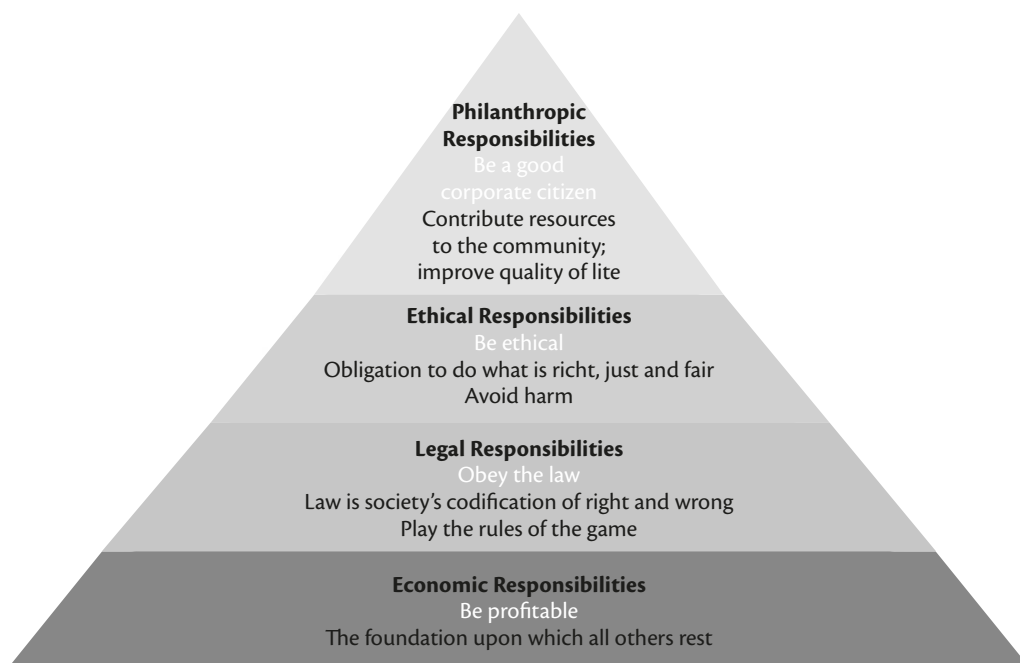 Philanthropic
Responsibilities
Be a good
corporate citizen
Contribute resources
to the community;
improve quality of lite
Ethical Responsibilities
Be ethical
Obligation to do what is richt, just and fair
Avoid harm
Legal Responsibilities
Obey the law
Law is society’s codification of right and wrong
Play the rules of the game
Economic Responsibilities
Be profitable
The foundation upon which all others rest